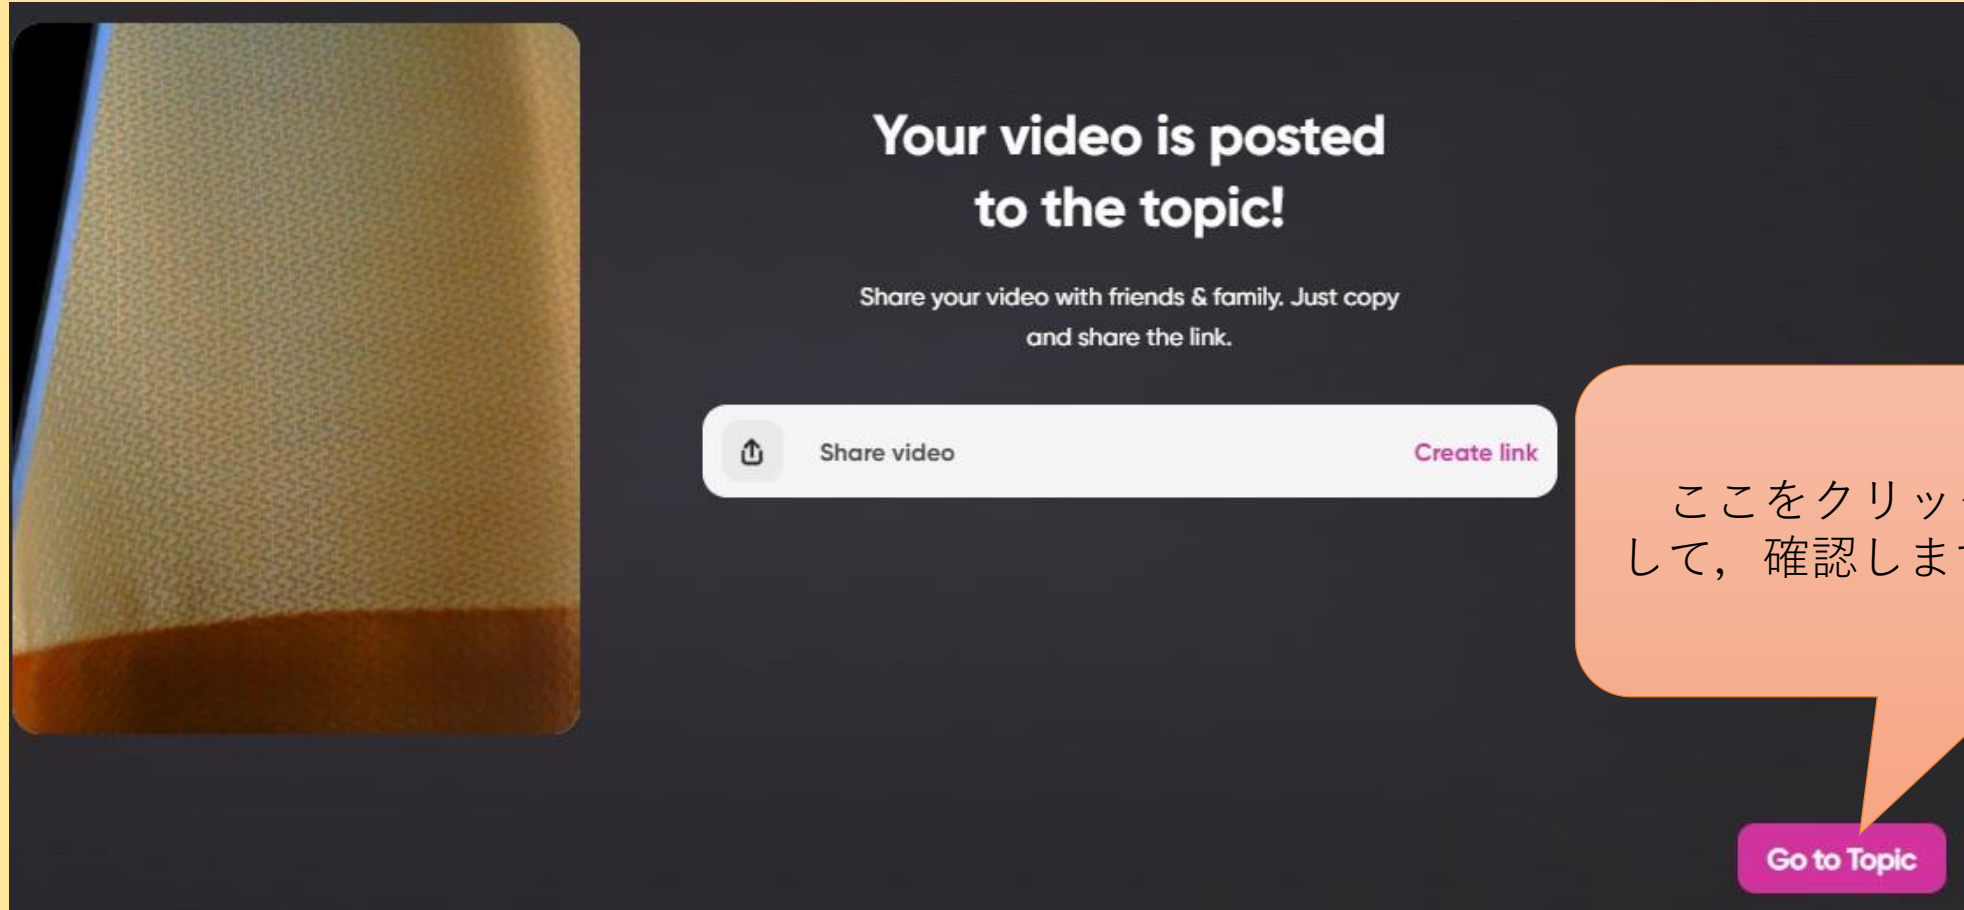 Your video is posted
to the topic!
Share your video with friends & family. Just copy
and share the link.
Share video
Create link
ここをクリッ
して，確認しま
Go to Topic